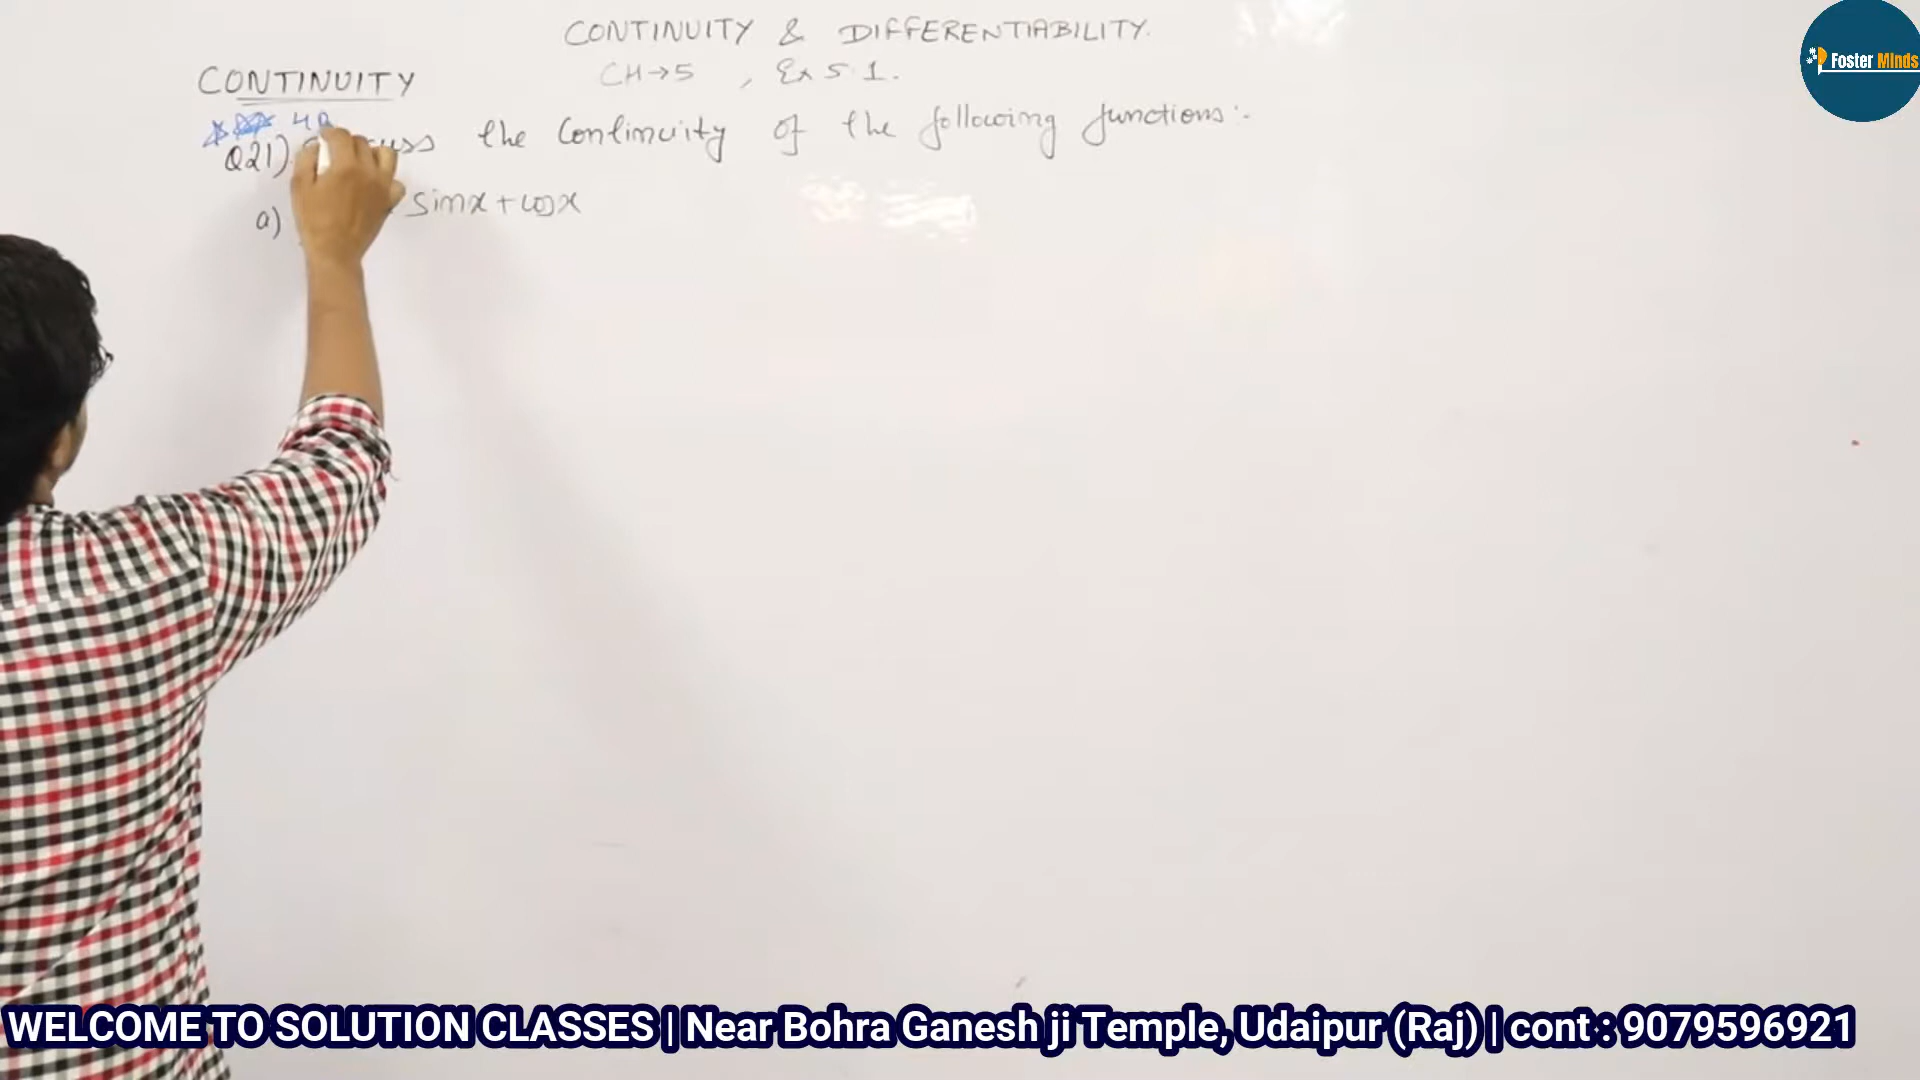 CONTINUITY & DIFFERENTIABILITY.
CH→5 , Ex 5.1.
CONTINUITY
Q21) the Continuity of the following functions:-
a) sinx + cosx
Foster Minds
WELCOME TO SOLUTION CLASSES | Near Bohra Ganesh ji Temple, Udaipur (Raj) | cont : 9079596921